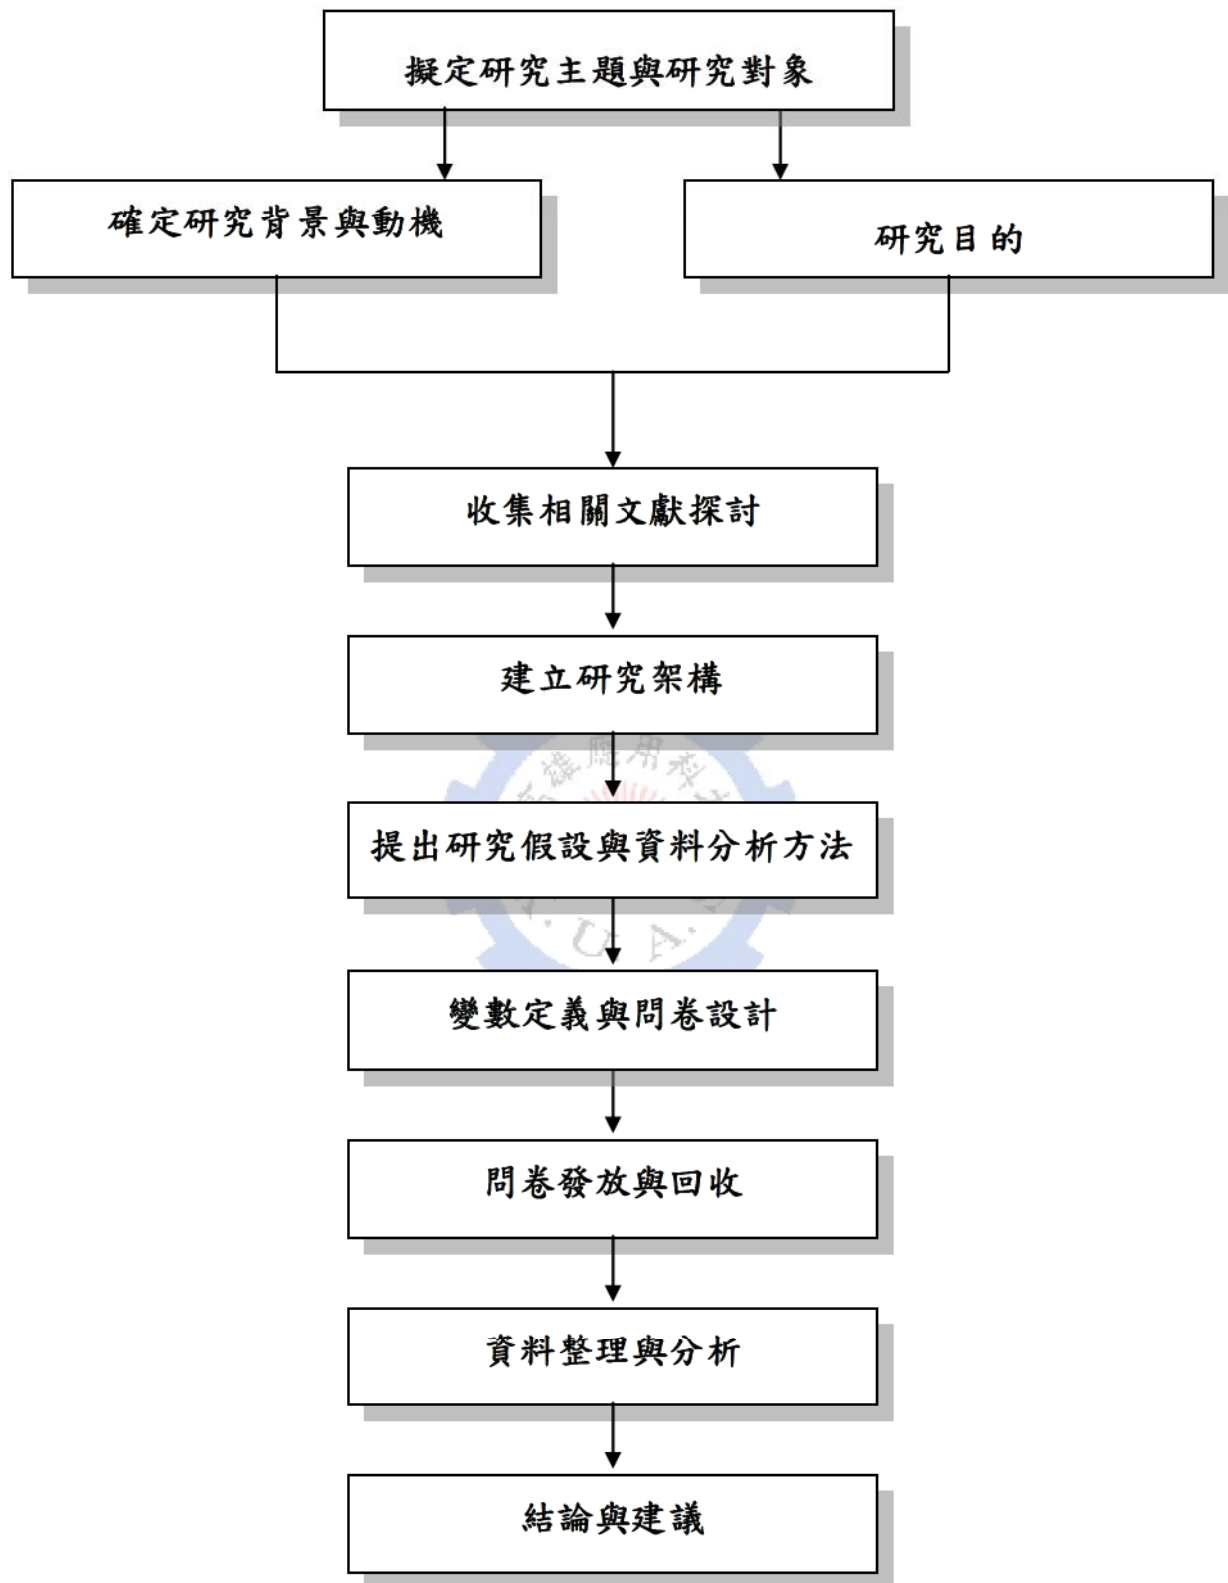 擬定研究主題與研究對象
確定研究背景與動機
研究目的
收集相關文獻探討
建立研究架構
雄應用科
提出研究假設與資料分析方法
U. A.
變數定義與問卷設計
問卷發放與回收
資料整理與分析
結論與建議